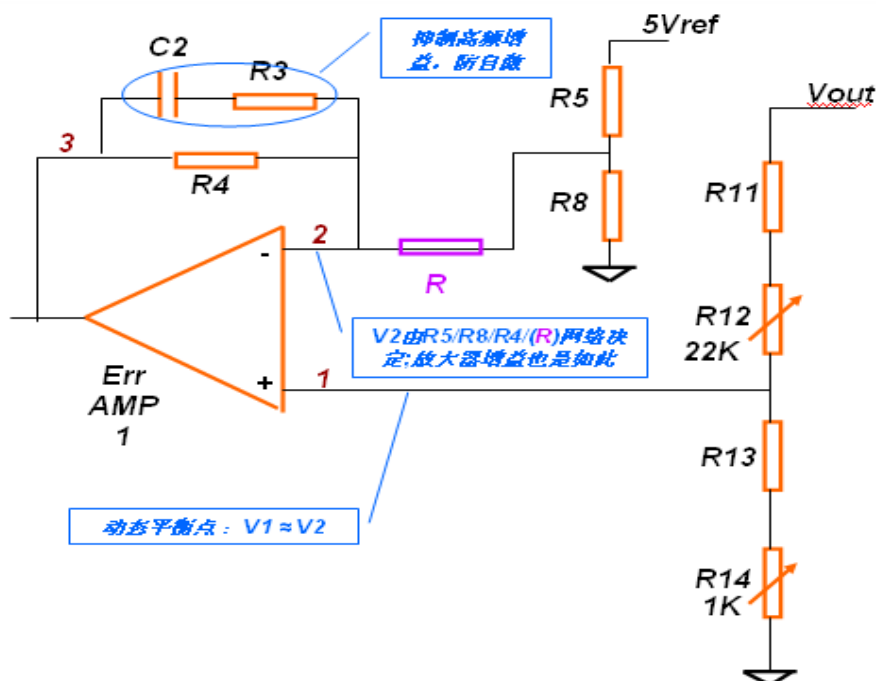 C2
R3
抑制高频增
益，防自激
5Vref
R5
Vout
3
R4
R8
R11
2
-
R
R12
22K
V2由R5/R8/R4/(R)网络决
定;放大器增益也是如此
Err
AMP
1
+
1
R13
动态平衡点：V1≈V2
R14
1K